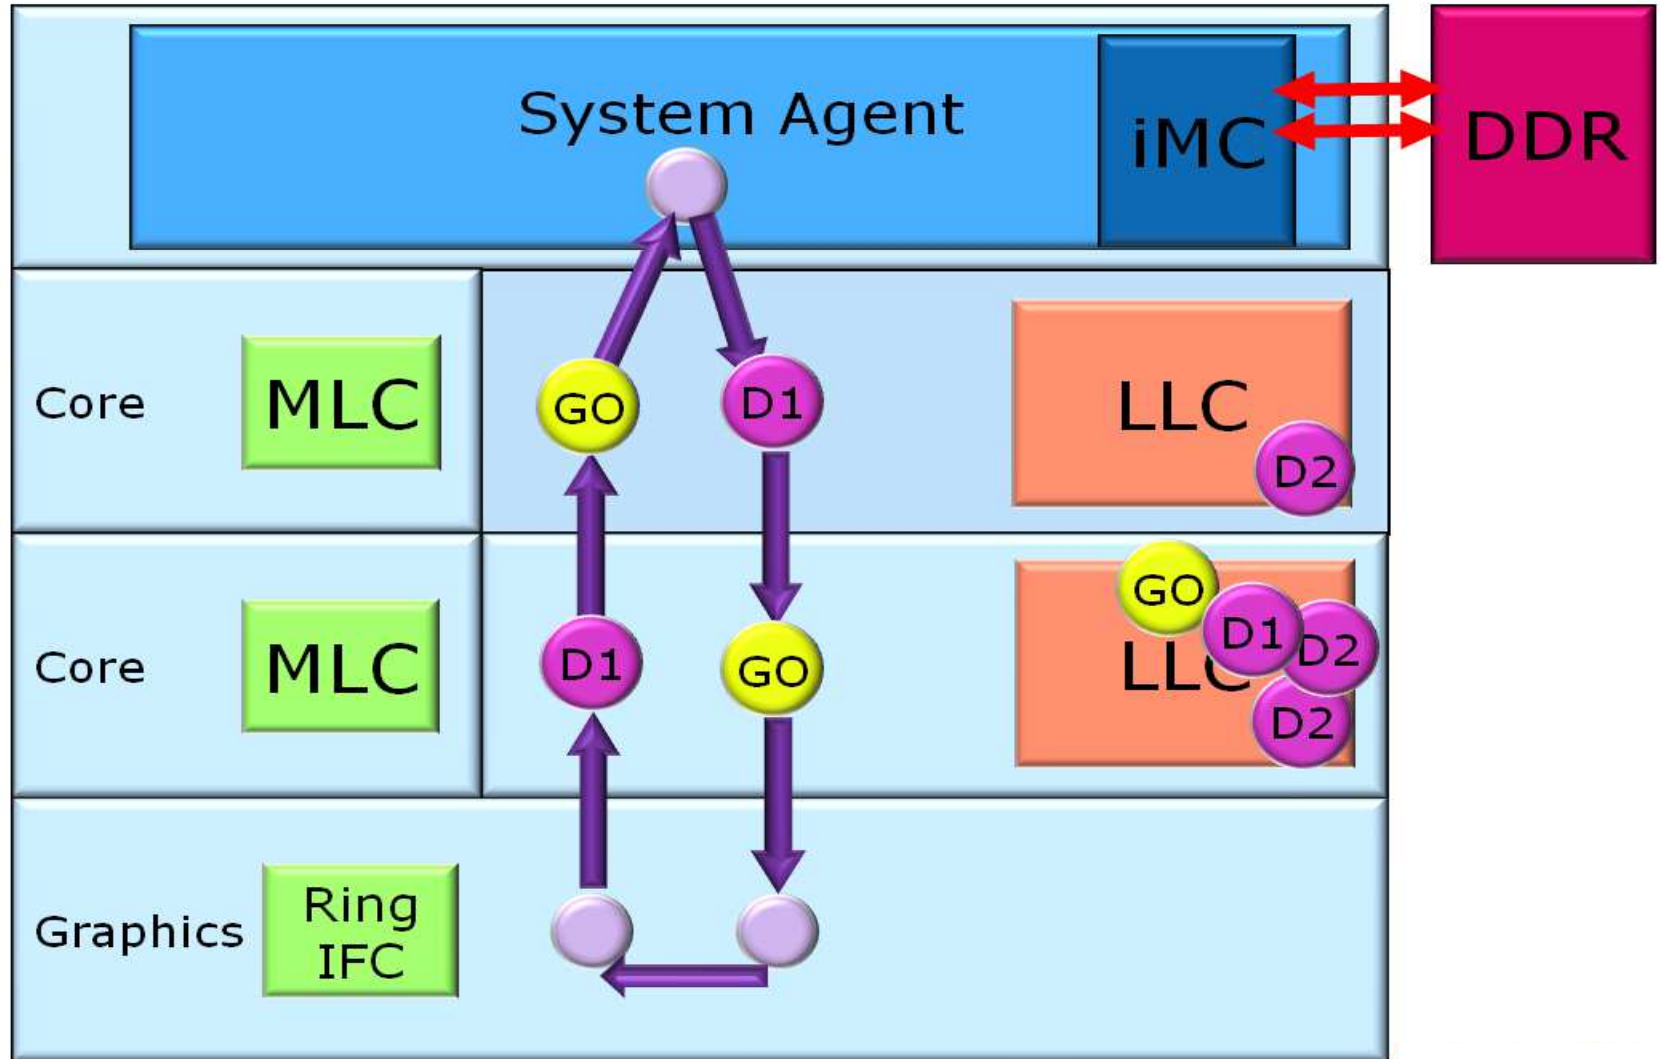 System Agent
iMC
DDR
Core
MLC
GO
D1
LLC
D2
Core
MLC
D1
GO
LLC
GO
D1
D2
D2
Graphics
Ring
IFC